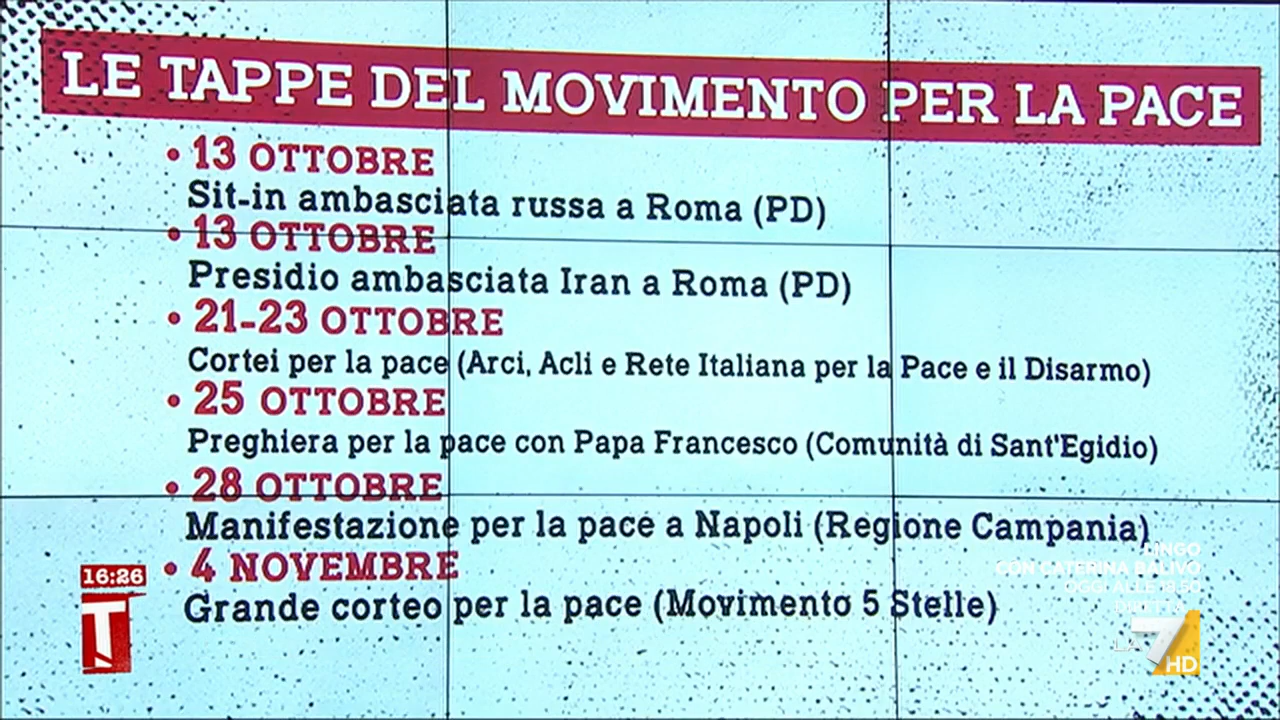 LE TAPPE DEL MOVIMENTO PER LA PACE
• 13 OTTOBRE
Sit-in ambasciata russa a Roma (PD)
• 13 OTTOBRE
Presidio ambasciata Iran a Roma (PD)
• 21-23 OTTOBRE
Cortei per la pace (Arci, Acli e Rete Italiana per la Pace e il Disarmo)
• 25 OTTOBRE
Preghiera per la pace con Papa Francesco (Comunità di Sant'Egidio)
• 28 OTTOBRE
Manifestazione per la pace a Napoli (Regione Campania)
• 4 NOVEMBRE
Grande corteo per la pace (Movimento 5 Stelle)
16:26
T
LINGO
CON CATERINA BALIVO
OGGI ALLE
LA7
HD